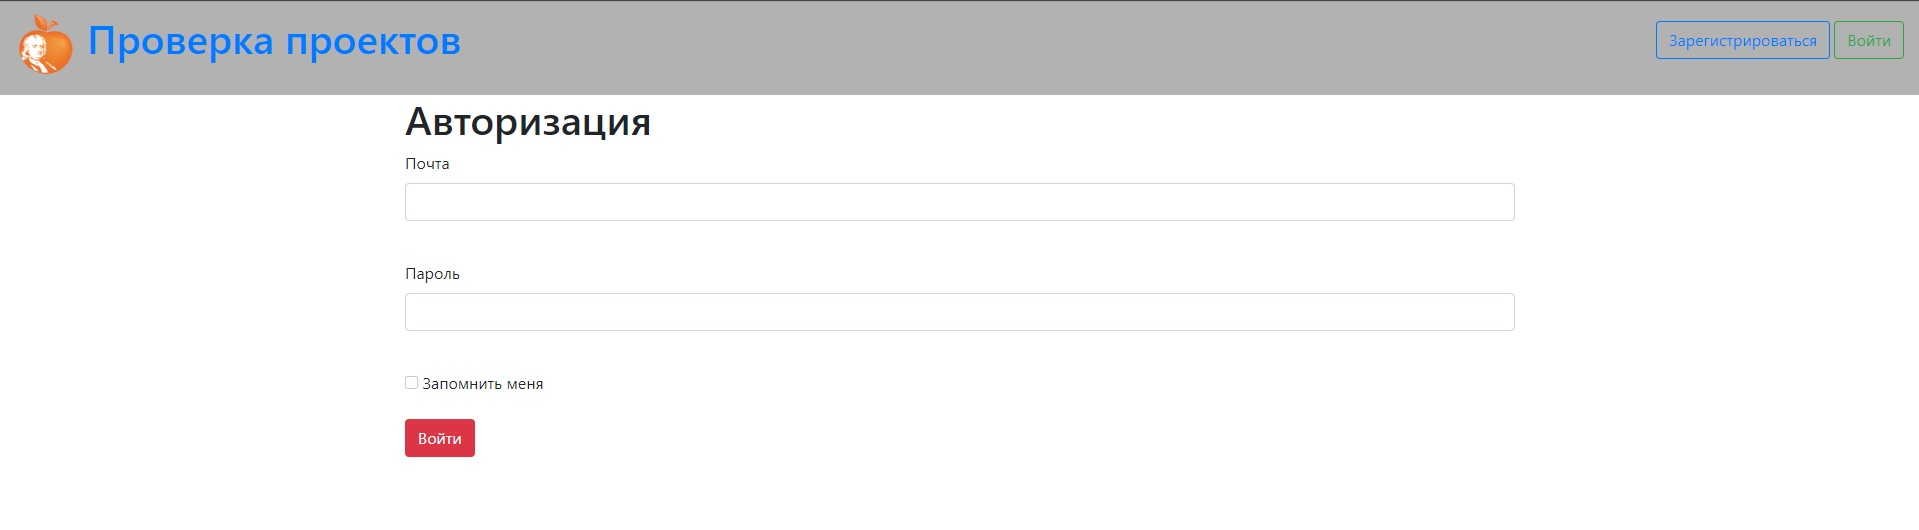 Проверка проектов
Зарегистрироваться Войти
Авторизация
Почта
Пароль
Запомнить меня
Войти